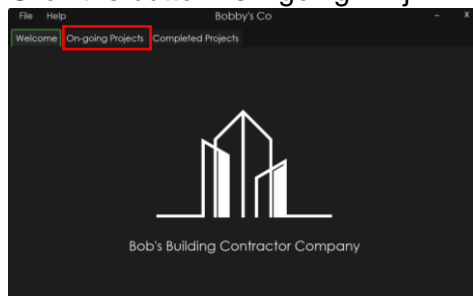 File Help Bobby's Co – x
Welcome On-going Projects Completed Projects
Bob's Building Contractor Company